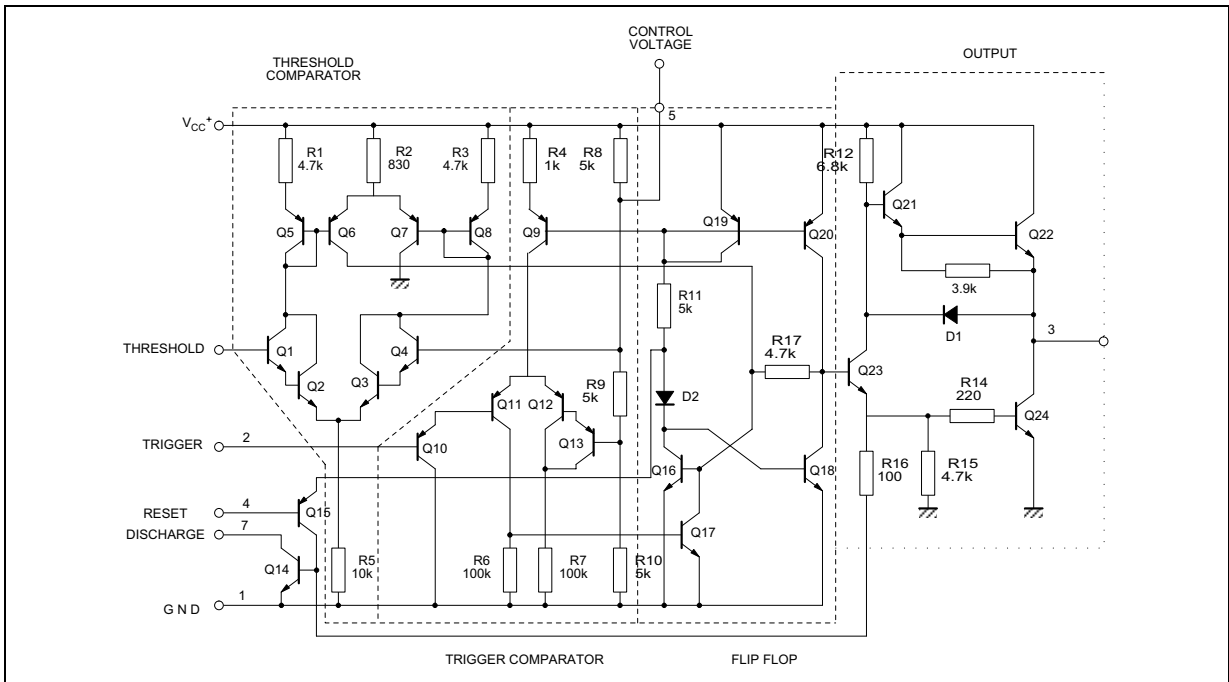 CONTROL
VOLTAGE
OUTPUT
THRESHOLD
COMPARATOR
5
VCC+
R1
4.7k
R2
830
R3
4.7k
R4
1k
R8
5k
R12
6.8k
Q21
Q5
Q6
Q7
Q8
Q9
Q19
Q20
Q22
3.9k
R11
5k
D1
3
THRESHOLD
Q1
Q4
R17
4.7k
Q23
Q2
Q3
R9
5k
D2
R14
220
Q11
Q12
TRIGGER
2
Q10
Q13
Q24
Q16
Q18
R16
100
R15
4.7k
RESET
4
Q15
DISCHARGE
7
Q17
Q14
R5
10k
R6
100k
R7
100k
R10
5k
G N D
1
TRIGGER COMPARATOR
FLIP FLOP